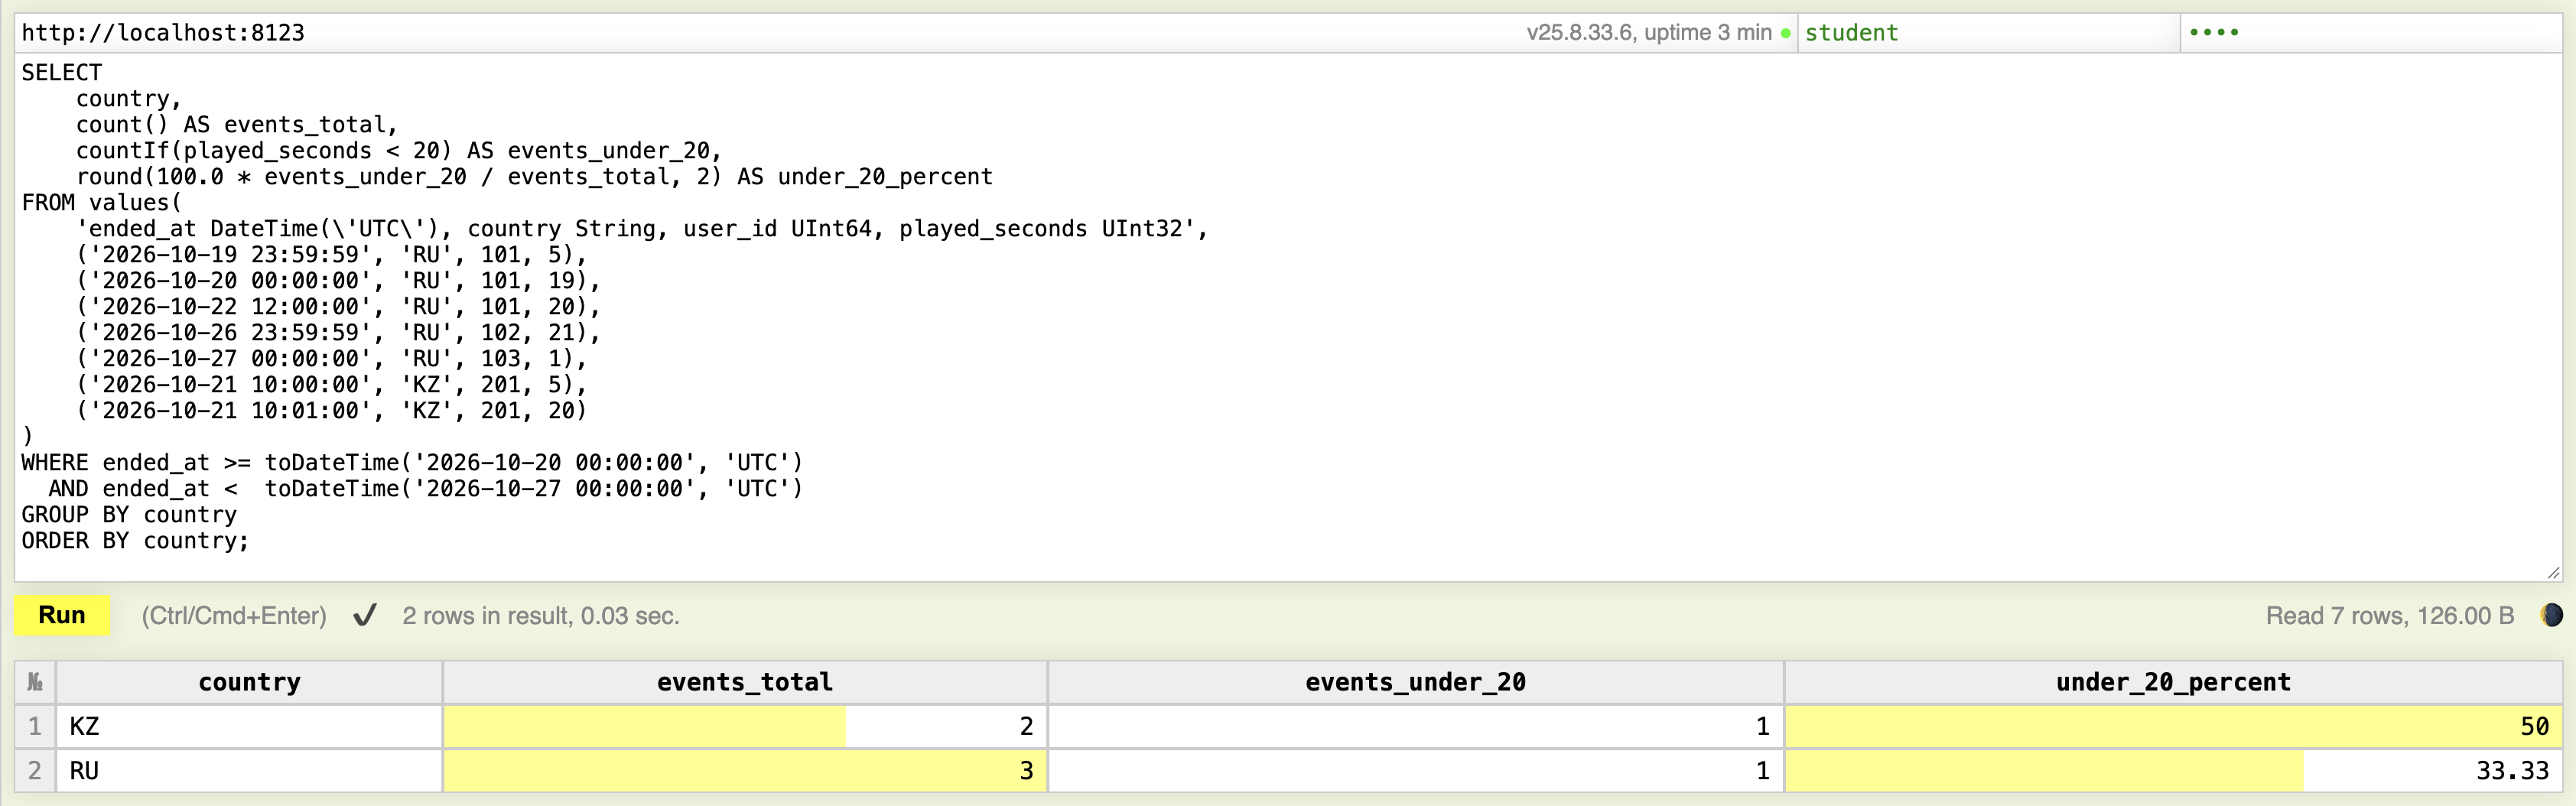 http://localhost:8123 v25.8.33.6, uptime 3 min student ••••
SELECT
    country,
    count() AS events_total,
    countIf(played_seconds < 20) AS events_under_20,
    round(100.0 * events_under_20 / events_total, 2) AS under_20_percent
FROM values(
    'ended_at DateTime(\'UTC\'), country String, user_id UInt64, played_seconds UInt32',
    ('2026-10-19 23:59:59', 'RU', 101, 5),
    ('2026-10-20 00:00:00', 'RU', 101, 19),
    ('2026-10-22 12:00:00', 'RU', 101, 20),
    ('2026-10-26 23:59:59', 'RU', 102, 21),
    ('2026-10-27 00:00:00', 'RU', 103, 1),
    ('2026-10-21 10:00:00', 'KZ', 201, 5),
    ('2026-10-21 10:01:00', 'KZ', 201, 20)
)
WHERE ended_at >= toDateTime('2026-10-20 00:00:00', 'UTC')
  AND ended_at <  toDateTime('2026-10-27 00:00:00', 'UTC')
GROUP BY country
ORDER BY country;
Run (Ctrl/Cmd+Enter) ✔ 2 rows in result, 0.03 sec. Read 7 rows, 126.00 B
№ country events_total events_under_20 under_20_percent
1 KZ 2 1 50
2 RU 3 1 33.33